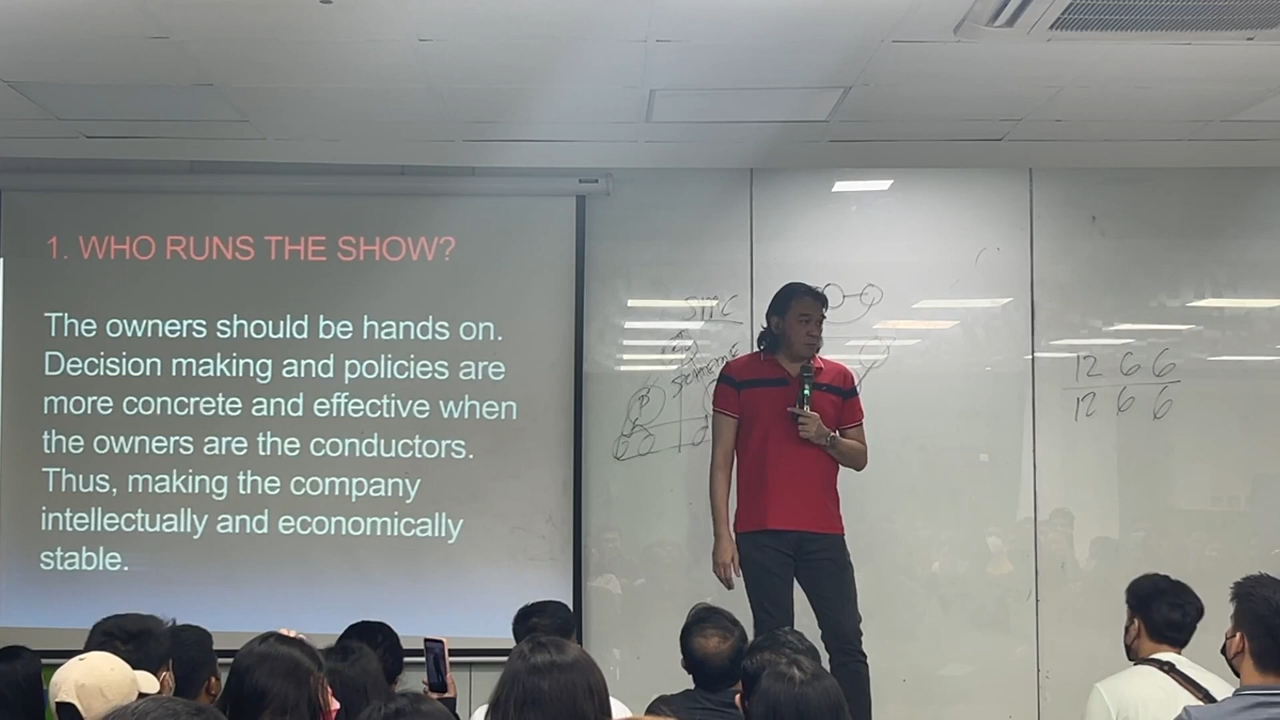 1. WHO RUNS THE SHOW?
The owners should be hands on.
Decision making and policies are
more concrete and effective when
the owners are the conductors.
Thus, making the company
intellectually and economically
stable.
12 6 6
12 6 6